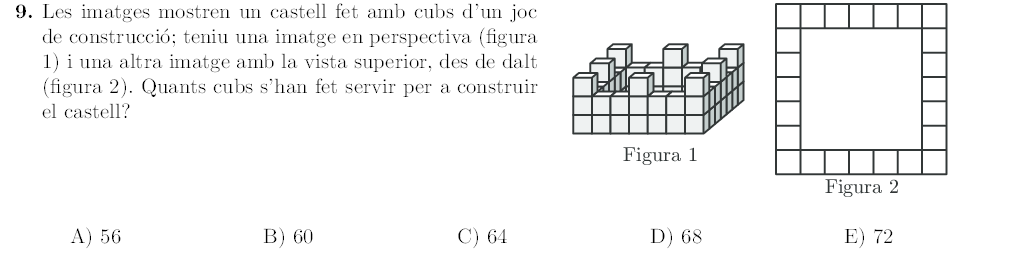 9. Les imatges mostren un castell fet amb cubs d'un joc
de construcció; teniu una imatge en perspectiva (figura
1) i una altra imatge amb la vista superior, des de dalt
(figura 2). Quants cubs s'han fet servir per a construir
el castell?
Figura 1
Figura 2
A) 56 B) 60 C) 64 D) 68 E) 72